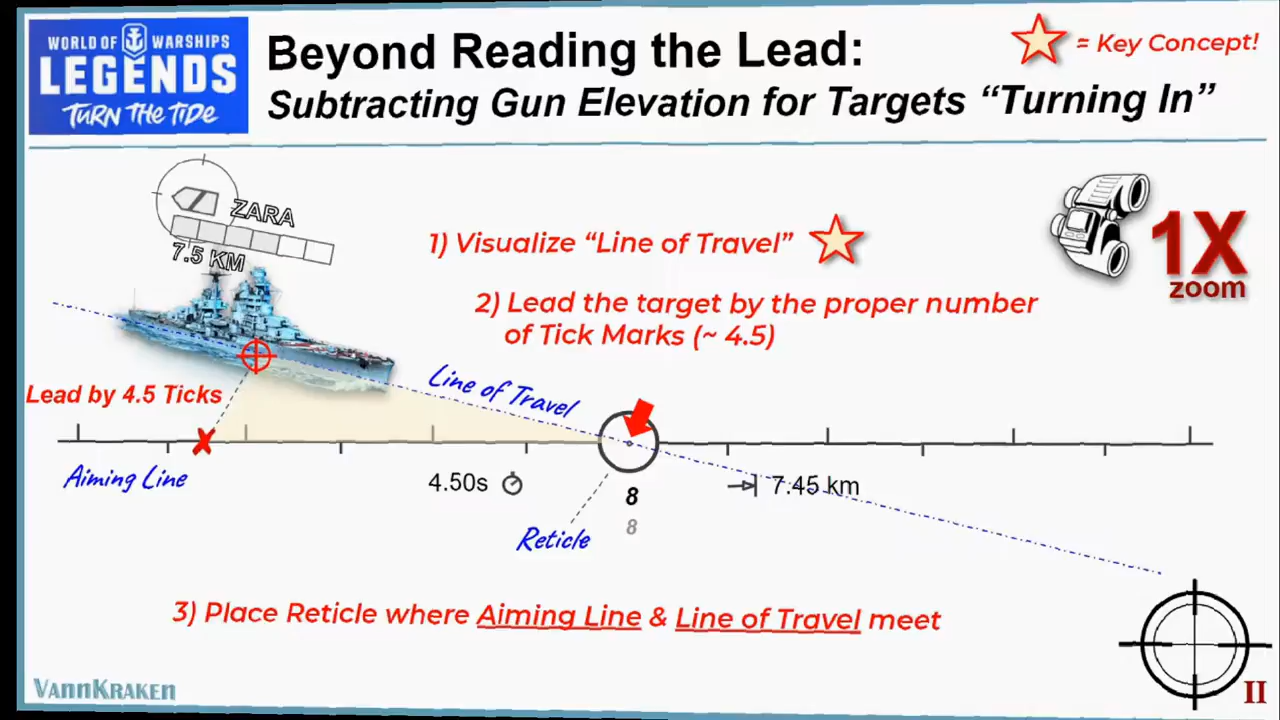 WORLD OF WARSHIPS
LEGENDS
TURN THE TIDE
Beyond Reading the Lead:
Subtracting Gun Elevation for Targets “Turning In”
= Key Concept!
ZARA
7.5 KM
1) Visualize “Line of Travel”
2) Lead the target by the proper number
of Tick Marks (~ 4.5)
1X
zoom
Lead by 4.5 Ticks
Line of Travel
X
Aiming Line
4.50s
8
8
7.45 km
Reticle
3) Place Reticle where Aiming Line & Line of Travel meet
II
VannKraken